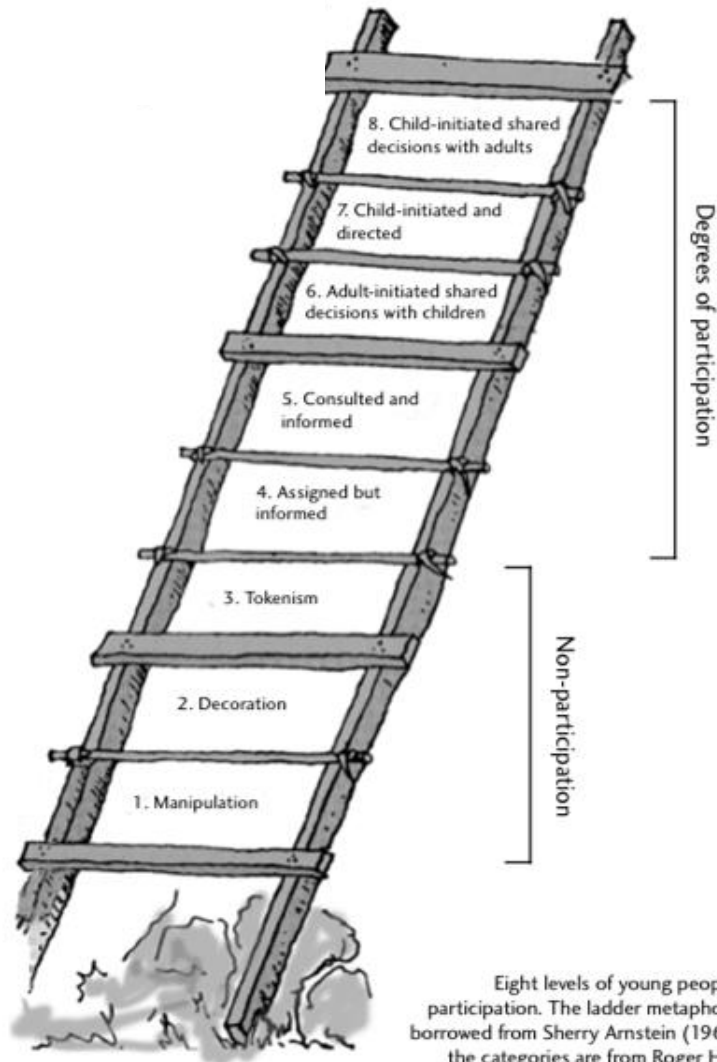 8. Child-initiated shared
decisions with adults
7. Child-initiated and
directed
6. Adult-initiated shared
decisions with children
5. Consulted and
informed
4. Assigned but
informed
3. Tokenism
2. Decoration
1. Manipulation
Degrees of participation
Non-participation
Eight levels of young
participation. The ladder
borrowed from Sherry Arnstein
the categories are from Roger